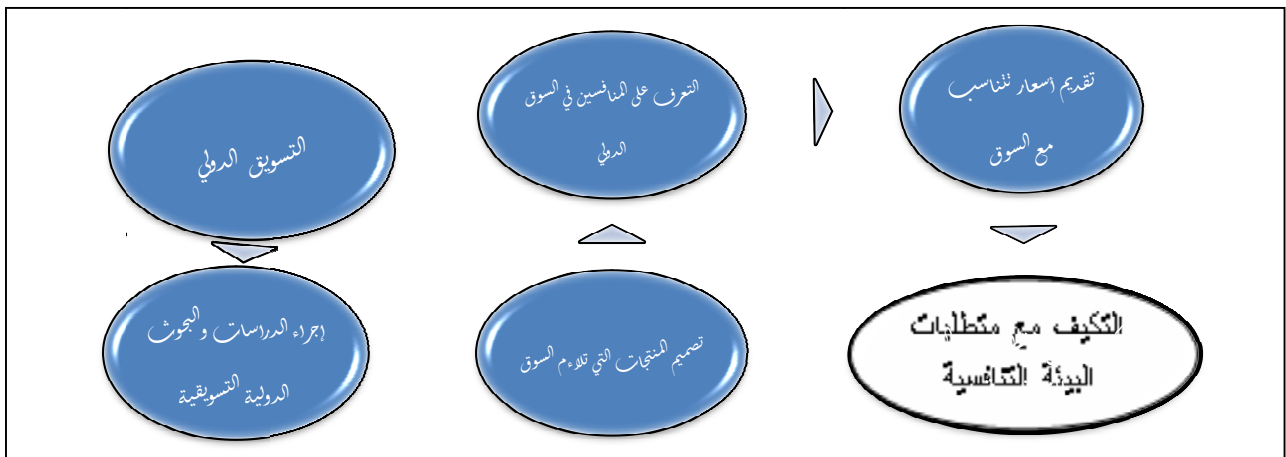 التسويق الدولي
إجراء الدراسات والبحوث
الدولية التسويقية
تصميم المنتجات التي تلاءم السوق
التعرف على المنافسين في السوق
الدولي
تقديم أسعار تتناسب
مع السوق
التكيف مع متطلبات
البيئة التنافسية